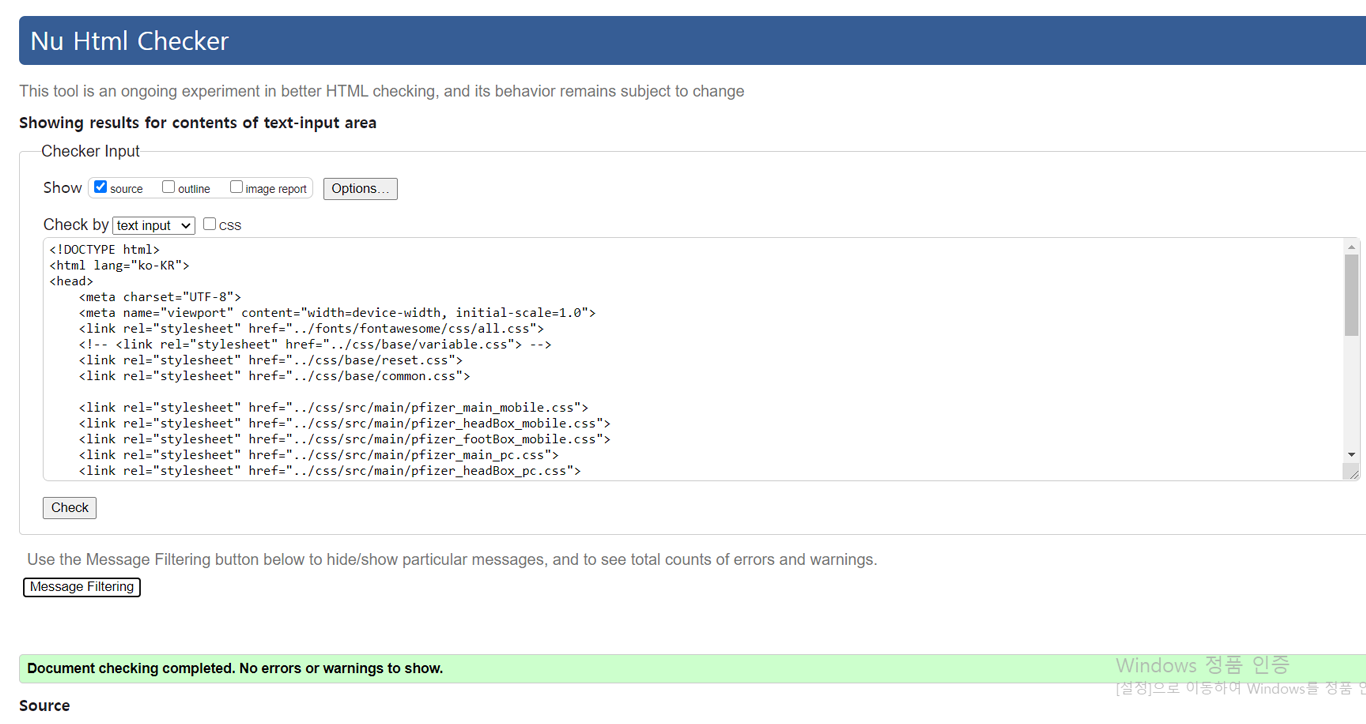 Nu Html Checker
This tool is an ongoing experiment in better HTML checking, and its behavior remains subject to change
Showing results for contents of text-input area
Checker Input
Show source outline image report Options...
Check by text input css
<!DOCTYPE html>
<html lang="ko-KR">
<head>
    <meta charset="UTF-8">
    <meta name="viewport" content="width=device-width, initial-scale=1.0">
    <link rel="stylesheet" href="../fonts/fontawesome/css/all.css">
    <!-- <link rel="stylesheet" href="../css/base/variable.css"> -->
    <link rel="stylesheet" href="../css/base/reset.css">
    <link rel="stylesheet" href="../css/base/common.css">
    <link rel="stylesheet" href="../css/src/main/pfizer_main_mobile.css">
    <link rel="stylesheet" href="../css/src/main/pfizer_headBox_mobile.css">
    <link rel="stylesheet" href="../css/src/main/pfizer_footBox_mobile.css">
    <link rel="stylesheet" href="../css/src/main/pfizer_main_pc.css">
    <link rel="stylesheet" href="../css/src/main/pfizer_headBox_pc.css">
Check
Use the Message Filtering button below to hide/show particular messages, and to see total counts of errors and warnings.
Message Filtering
Document checking completed. No errors or warnings to show.
Windows 정품 인증
[설정]으로 이동하여 Windows를 정품
Source